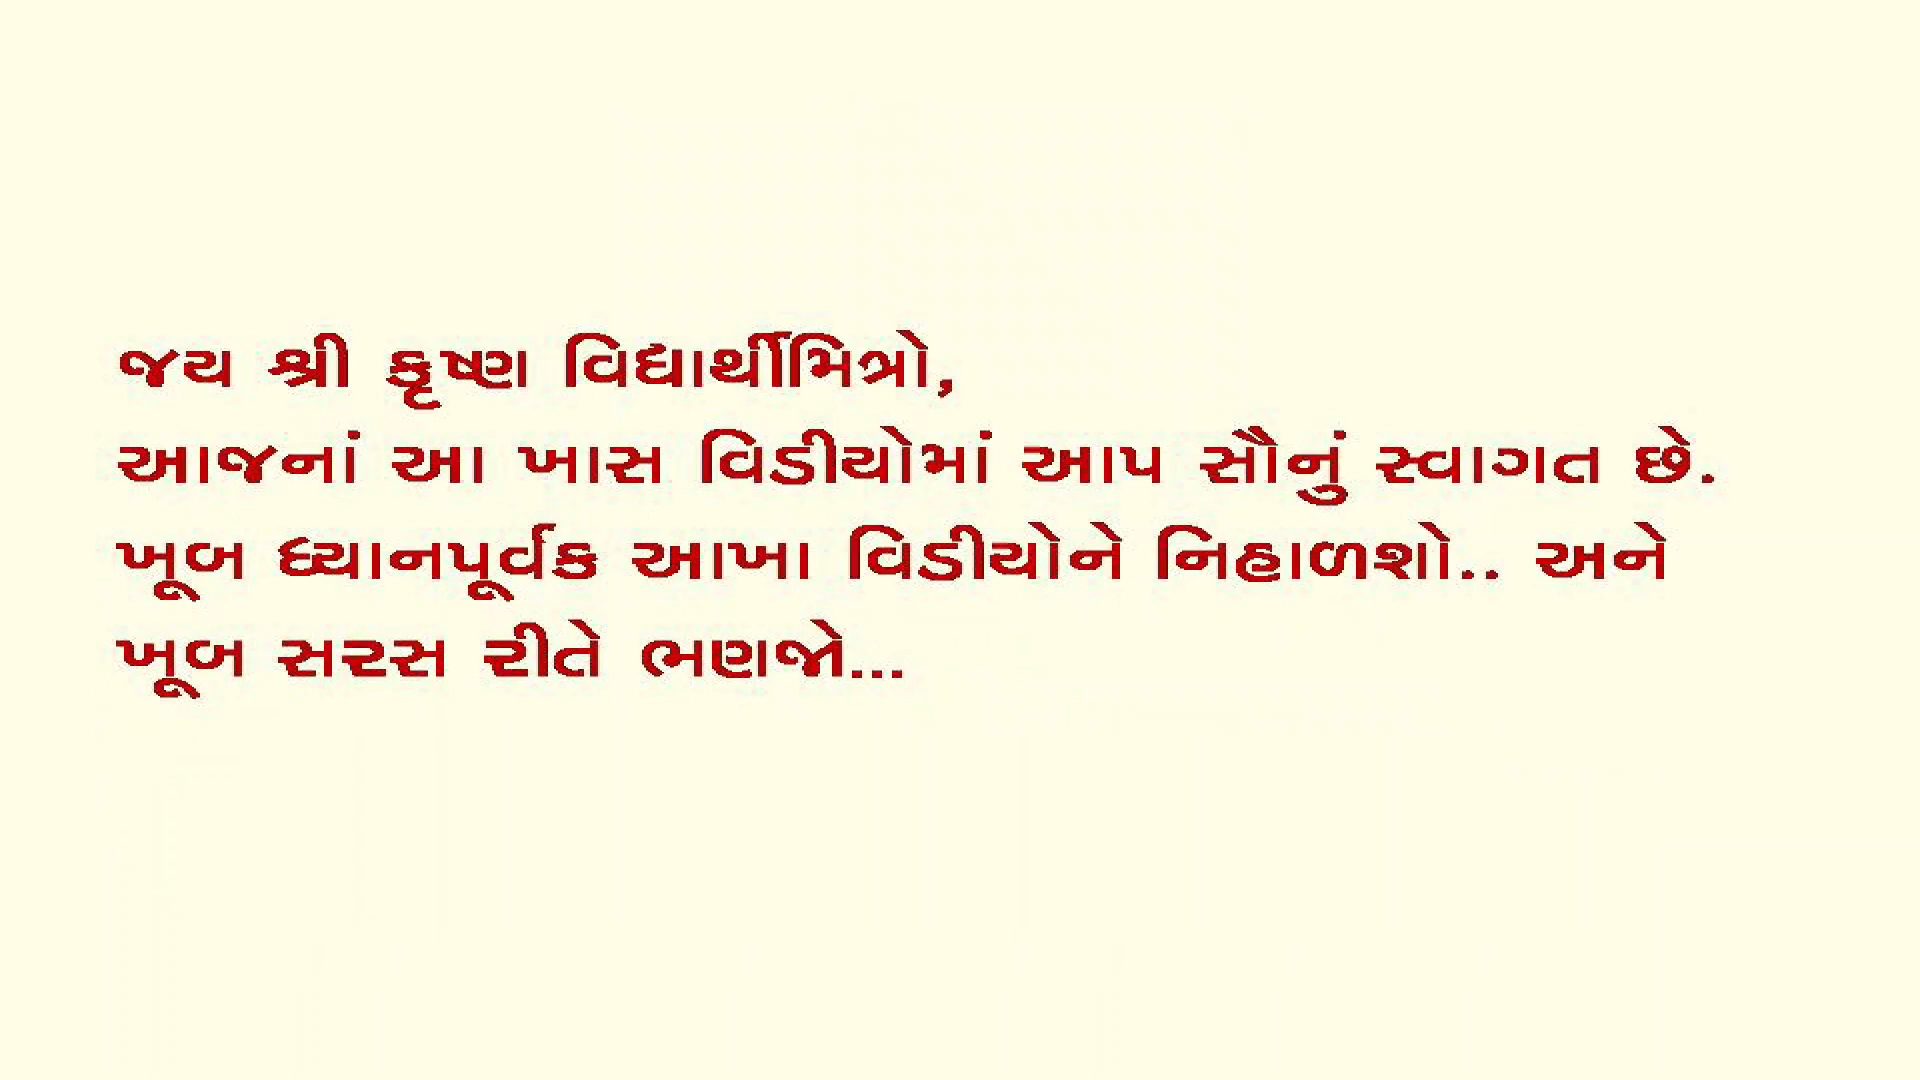 જય શ્રી કૃષ્ણ વિદ્યાર્થીમિત્રો,
આજનાં આ ખાસ વિડીયોમાં આપ સૌનું સ્વાગત છે.
ખૂબ ધ્યાનપૂર્વક આખા વિડીયોને નિહાળશો.. અને
ખૂબ સરસ રીતે ભણજો...